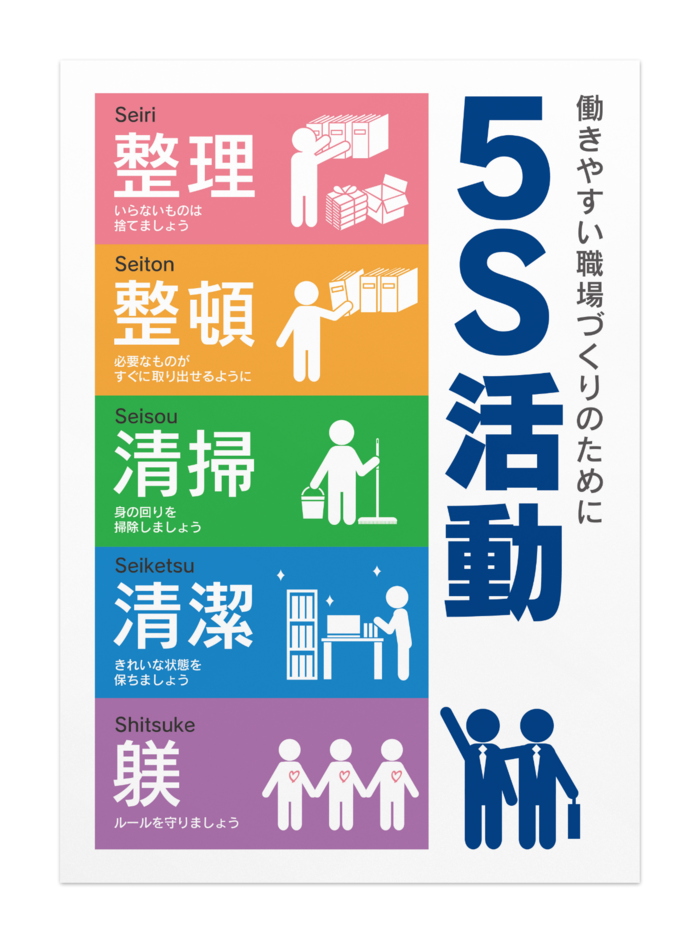 働きやすい職場づくりのために
5S活動
Seiri
整理
いらないものは
捨てましょう
Seiton
整頓
必要なものが
すぐに取り出せるように
Seisou
清掃
身の回りを
掃除しましょう
Seiketsu
清潔
きれいな状態を
保ちましょう
Shitsuke
躾
ルールを守りましょう